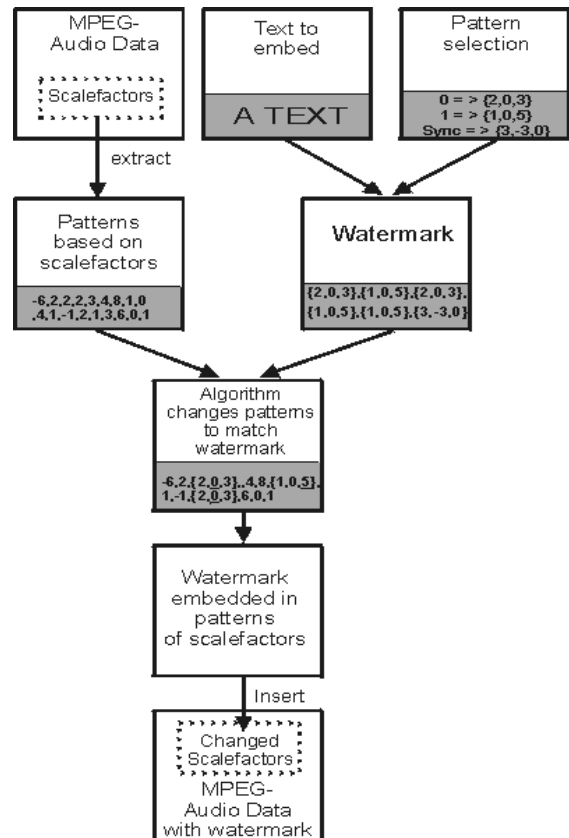 MPEG-
Audio Data
Scalefactors
Text to
embed
A TEXT
Pattern
selection
0 = > {2,0,3}
1 = > {1,0,5}
Sync = > {3,-3,0}
extract
Patterns
based on
scalefactors
-6,2,2,2,3,4,8,1,0
,4,1,-1,2,1,3,6,0,1
Watermark
{2,0,3},{1,0,5},{2,0,3},
{1,0,5},{1,0,5},{3,-3,0}
Algorithm
changes patterns
to match
watermark
-6,2,{2,0,3},,4,8,{1,0,5},
1,-1,{2,0,3},6,0,1
Watermark
embedded in
patterns
of scalefactors
Insert
Changed
Scalefactors
MPEG-
Audio Data
with watermark